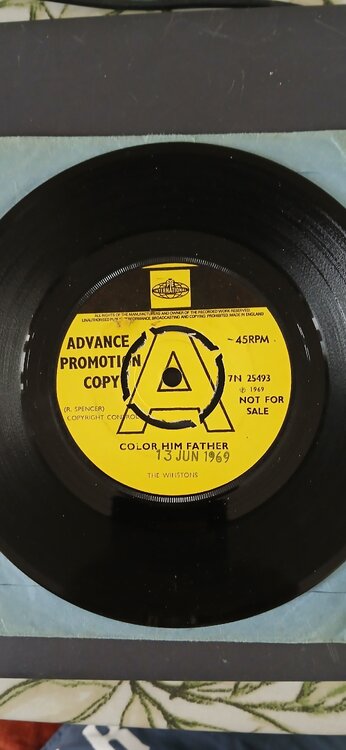 PYE
INTERNATIONAL
ALL RIGHTS OF THE MANUFACTURERS AND OWNER OF THE RECORDED WORK RESERVED
UNAUTHORISED PUBLIC PERFORMANCE, BROADCASTING AND COPYING PROHIBITED. MADE IN ENGLAND
ADVANCE
PROMOTION
COPY
A
45RPM
7N 25493
℗ 1969
NOT FOR
SALE
(R. SPENCER)
COPYRIGHT CONTROL
COLOR HIM FATHER
13 JUN 1969
THE WINSTONS